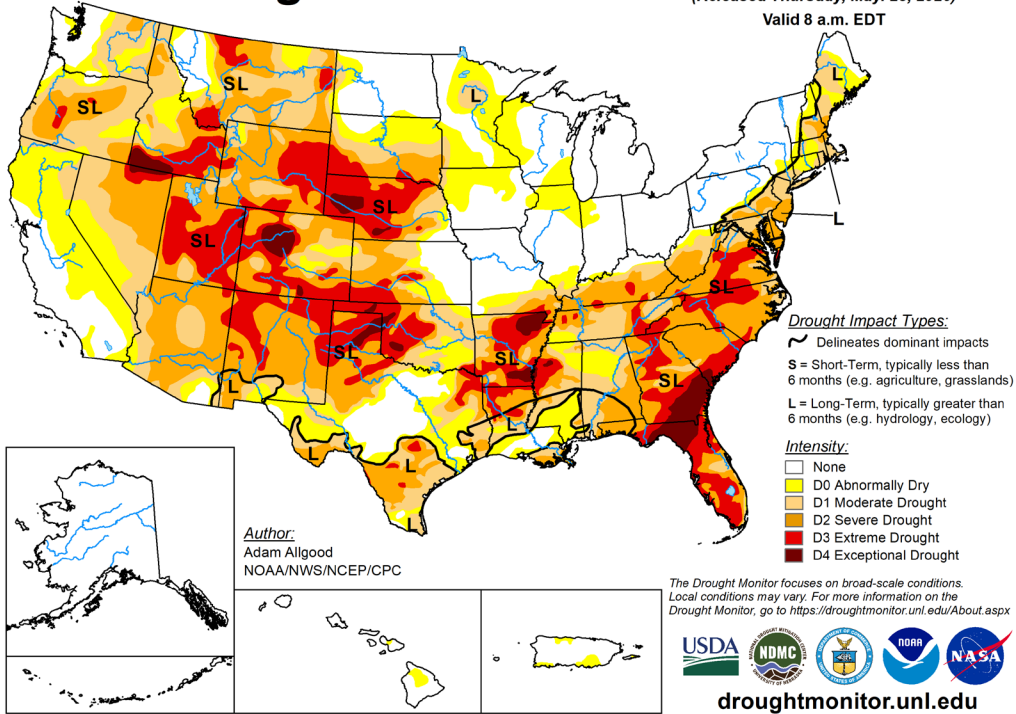 Valid 8 a.m. EDT
L
SL
L
SL
SL
L
SL
SL
Drought Impact Types:
Delineates dominant impacts
SL
SL
S = Short-Term, typically less than
6 months (e.g. agriculture, grasslands)
SL
L
L = Long-Term, typically greater than
6 months (e.g. hydrology, ecology)
L
Intensity:
L
L
None
D0 Abnormally Dry
D1 Moderate Drought
D2 Severe Drought
L
D3 Extreme Drought
D4 Exceptional Drought
Author:
Adam Allgood
NOAA/NWS/NCEP/CPC
The Drought Monitor focuses on broad-scale conditions.
Local conditions may vary. For more information on the
Drought Monitor, go to https://droughtmonitor.unl.edu/About.aspx
USDA
NDMC
NOAA
NASA
droughtmonitor.unl.edu